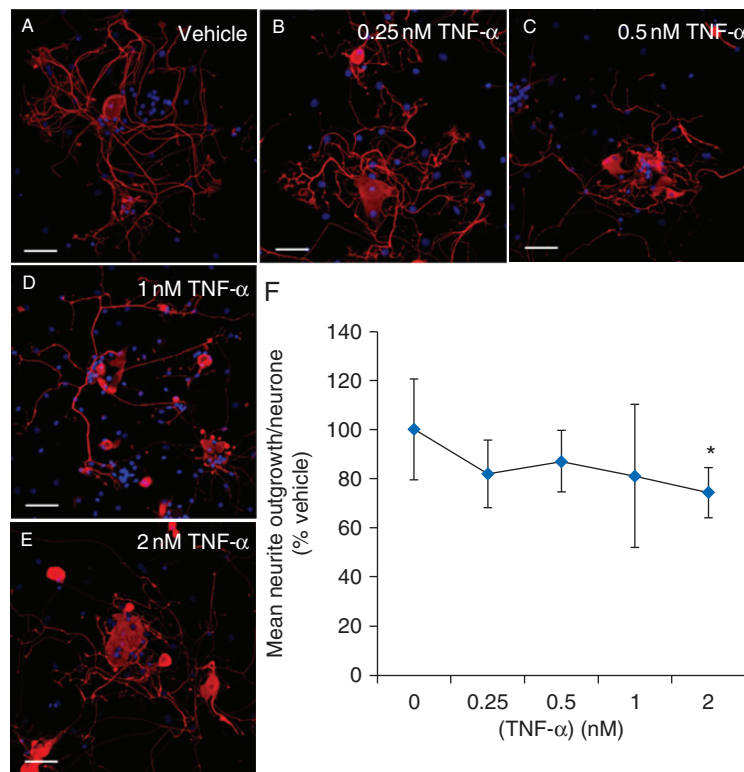 A
Vehicle
B
0.25 nM TNF-α
C
0.5 nM TNF-α
D
1 nM TNF-α
E
2 nM TNF-α
F
Mean neurite outgrowth/neurone
(% vehicle)
140
120
100
80
60
40
20
0
*
0 0.25 0.5 1 2
(TNF-α) (nM)